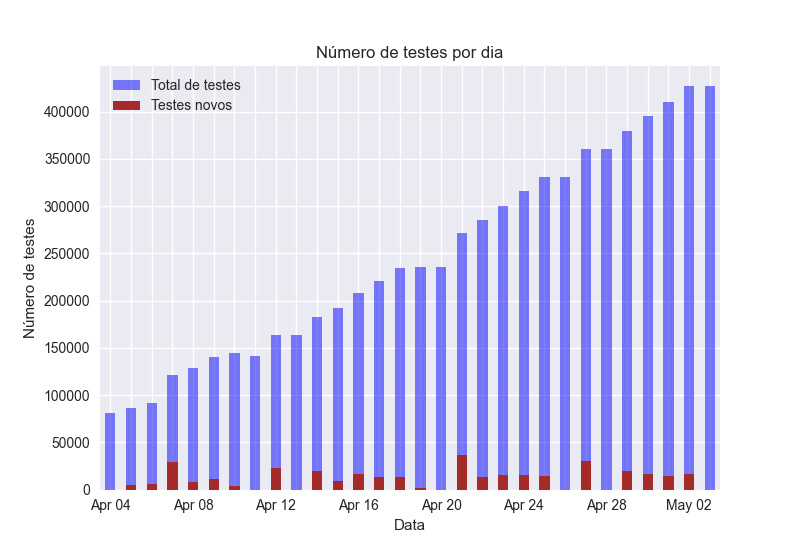 Número de testes por dia
Total de testes
Testes novos
Número de testes
400000
350000
300000
250000
200000
150000
100000
50000
0
Apr 04 Apr 08 Apr 12 Apr 16 Apr 20 Apr 24 Apr 28 May 02
Data